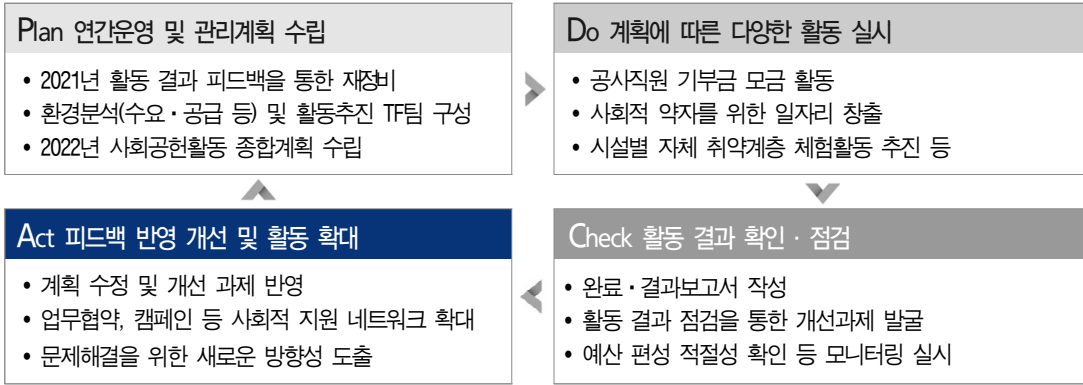 Plan 연간운영 및 관리계획 수립
• 2021년 활동 결과 피드백을 통한 재정비
• 환경분석(수요·공급 등) 및 활동추진 TF팀 구성
• 2022년 사회공헌활동 종합계획 수립
Do 계획에 따른 다양한 활동 실시
• 공사직원 기부금 모금 활동
• 사회적 약자를 위한 일자리 창출
• 시설별 자체 취약계층 체험활동 추진 등
Act 피드백 반영 개선 및 활동 확대
• 계획 수정 및 개선 과제 반영
• 업무협약, 캠페인 등 사회적 지원 네트워크 확대
• 문제해결을 위한 새로운 방향성 도출
Check 활동 결과 확인·점검
• 완료·결과보고서 작성
• 활동 결과 점검을 통한 개선과제 발굴
• 예산 편성 적절성 확인 등 모니터링 실시